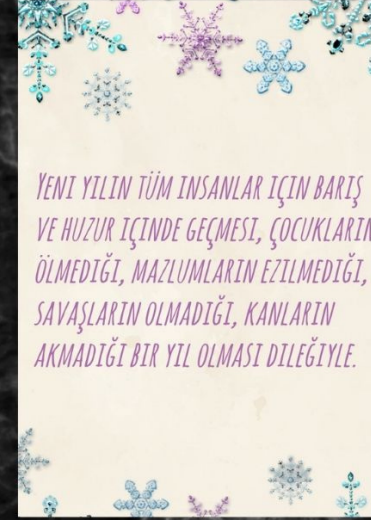 YENI YILIN TÜM INSANLAR IÇIN BARIŞ
VE HUZUR IÇINDE GEÇMESI, ÇOCUKLARIN
ÖLMEDIĞI, MAZLUMLARIN EZILMEDIĞI,
SAVAŞLARIN OLMADIĞI, KANLARIN
AKMADIĞI BIR YIL OLMASI DILEĞIYLE.